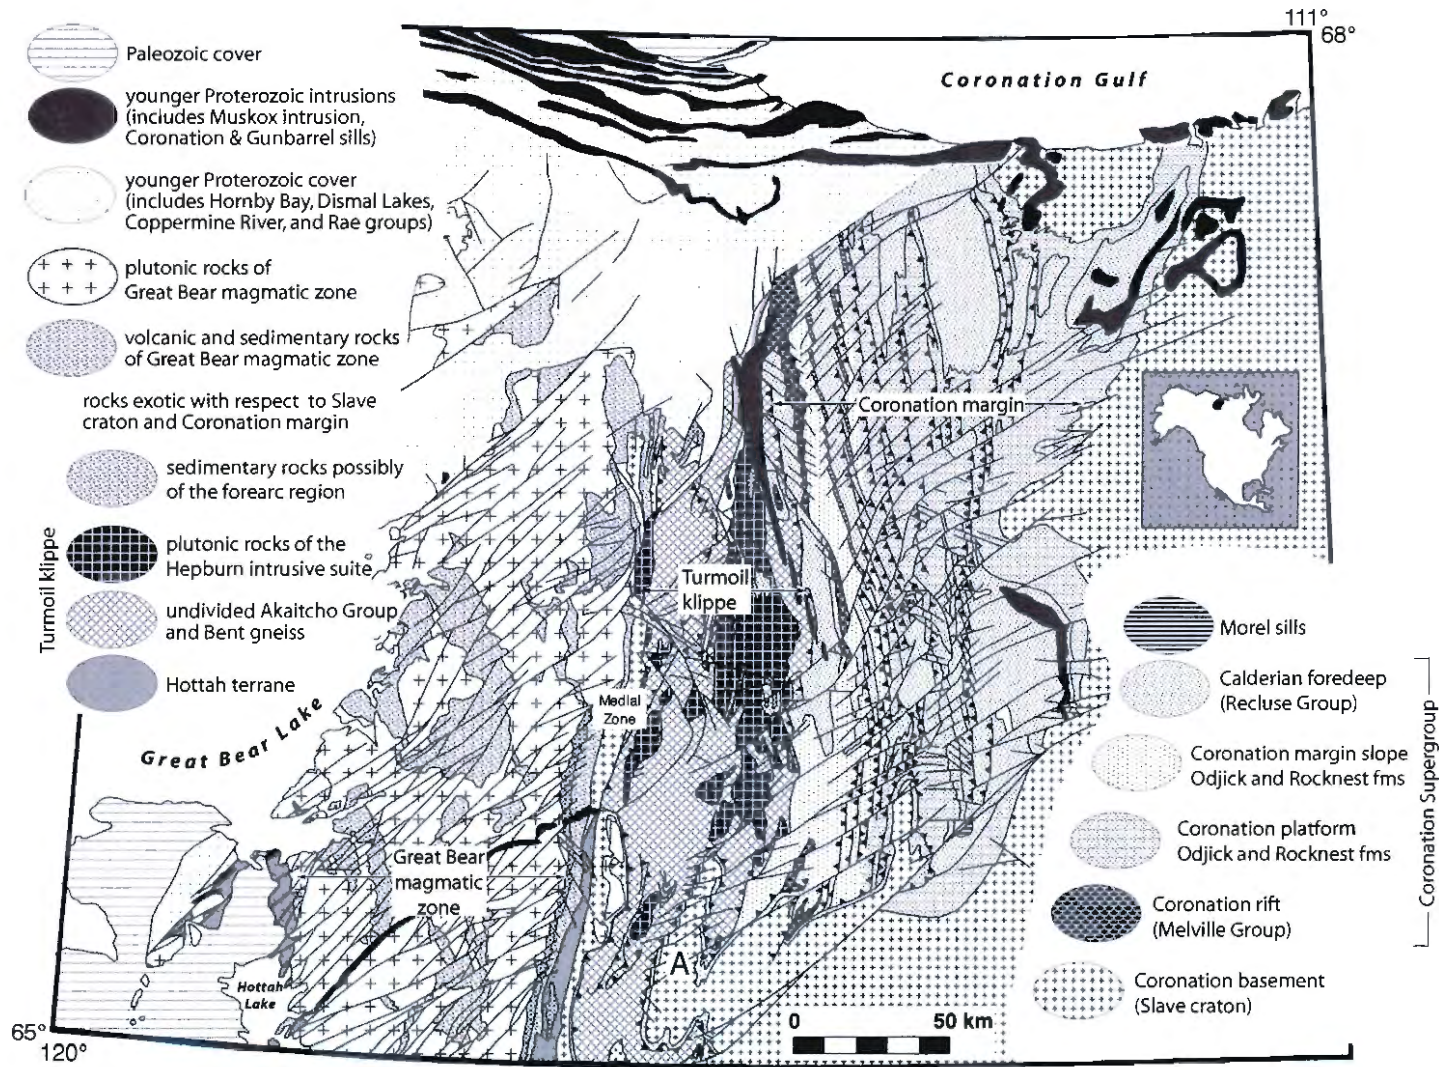 111°
68°
Coronation Gulf
Paleozoic cover
younger Proterozoic intrusions
(includes Muskox intrusion,
Coronation & Gunbarrel sills)
younger Proterozoic cover
(includes Hornby Bay, Dismal Lakes,
Coppermine River, and Rae groups)
plutonic rocks of
Great Bear magmatic zone
volcanic and sedimentary rocks
of Great Bear magmatic zone
rocks exotic with respect to Slave
craton and Coronation margin
sedimentary rocks possibly
of the forearc region
plutonic rocks of the
Hepburn intrusive suite
undivided Akaitcho Group
and Bent gneiss
Hottah terrane
Turmoil klippe
Coronation margin
Turmoil
klippe
Medial
Zone
Great Bear Lake
Great Bear
magmatic
zone
Hottah
Lake
A
65°
120°
0 50 km
Morel sills
Calderian foredeep
(Recluse Group)
Coronation margin slope
Odjick and Rocknest fms
Coronation platform
Odjick and Rocknest fms
Coronation rift
(Melville Group)
Coronation basement
(Slave craton)
Coronation Supergroup